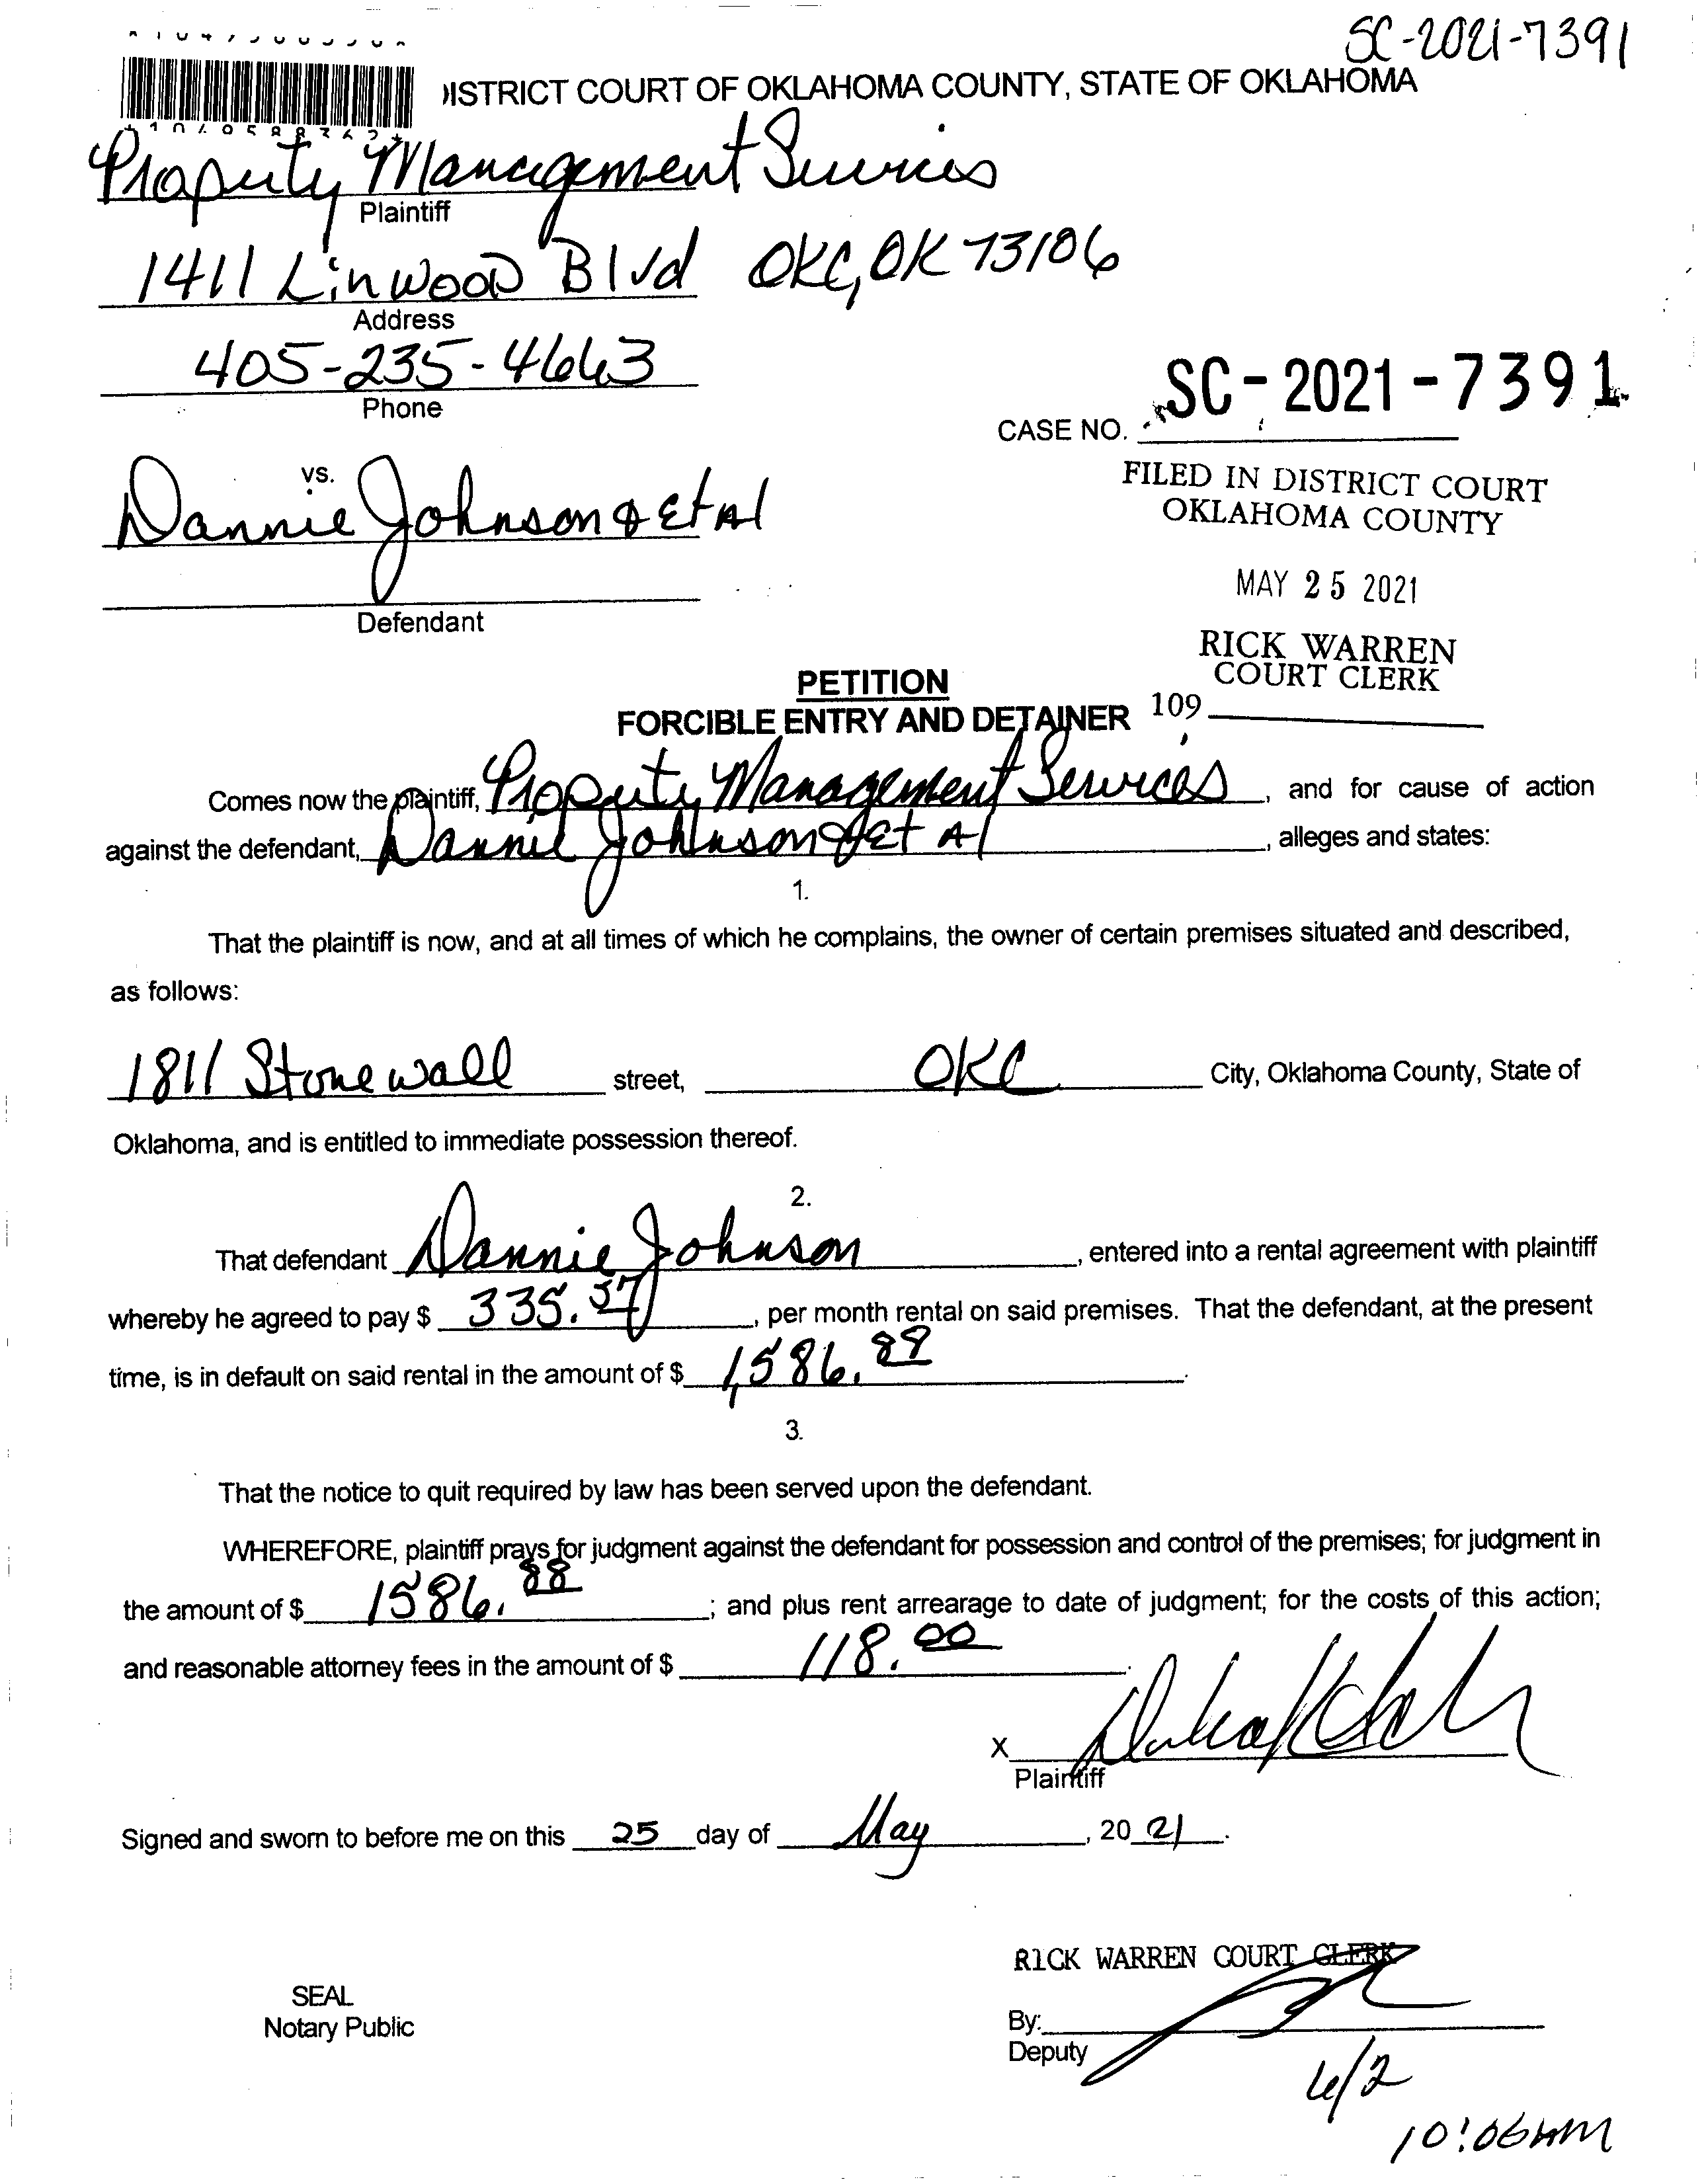 SC-2021-7391
DISTRICT COURT OF OKLAHOMA COUNTY, STATE OF OKLAHOMA
Property Management Services
Plaintiff
1411 Linwood Blvd OKC, OK 73106
Address
405-235-4663
Phone
CASE NO. SC-2021-7391
vs.
Dannie Johnson & Et Al
Defendant
FILED IN DISTRICT COURT
OKLAHOMA COUNTY
MAY 25 2021
RICK WARREN
COURT CLERK
109
PETITION
FORCIBLE ENTRY AND DETAINER
Comes now the plaintiff, Property Management Services, and for cause of action
against the defendant, Dannie Johnson & Et Al, alleges and states:
1.
That the plaintiff is now, and at all times of which he complains, the owner of certain premises situated and described,
as follows:
1811 Stonewall street, OKC City, Oklahoma County, State of
Oklahoma, and is entitled to immediate possession thereof.
2.
That defendant Dannie Johnson, entered into a rental agreement with plaintiff
whereby he agreed to pay $ 335.37, per month rental on said premises. That the defendant, at the present
time, is in default on said rental in the amount of $ 1,586.88.
3.
That the notice to quit required by law has been served upon the defendant.
WHEREFORE, plaintiff prays for judgment against the defendant for possession and control of the premises; for judgment in
the amount of $ 1586.88; and plus rent arrearage to date of judgment; for the costs of this action;
and reasonable attorney fees in the amount of $ 118.00.
X
Plaintiff
Signed and sworn to before me on this 25 day of May, 20 21.
RICK WARREN COURT CLERK
SEAL
Notary Public
By:
Deputy
6/2
10:06AM